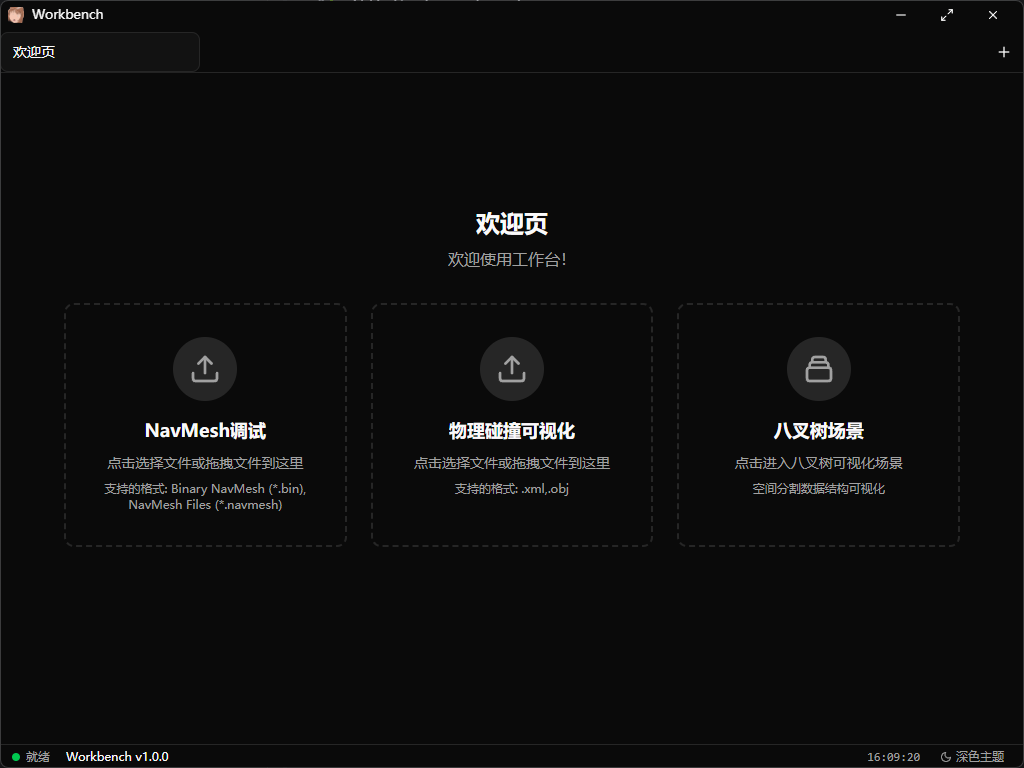 Workbench
欢迎页
欢迎页
欢迎使用工作台!
NavMesh调试
点击选择文件或拖拽文件到这里
支持的格式: Binary NavMesh (*.bin),
NavMesh Files (*.navmesh)
物理碰撞可视化
点击选择文件或拖拽文件到这里
支持的格式: .xml,.obj
八叉树场景
点击进入八叉树可视化场景
空间分割数据结构可视化
就绪 Workbench v1.0.0 16:09:20 深色主题